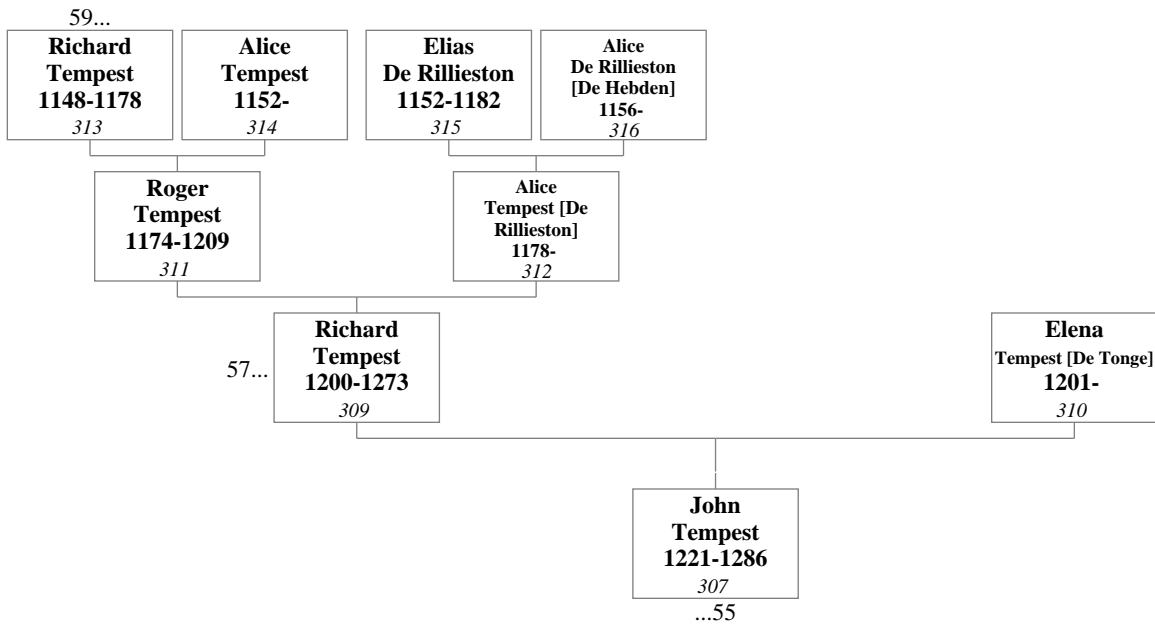 59...
Richard
Tempest
1148-1178
313
Alice
Tempest
1152-
314
Elias
De Rillieston
1152-1182
315
Alice
De Rillieston
[De Hebden]
1156-
316
Roger
Tempest
1174-1209
311
Alice
Tempest [De
Rillieston]
1178-
312
57...
Richard
Tempest
1200-1273
309
Elena
Tempest [De Tonge]
1201-
310
John
Tempest
1221-1286
307
...55